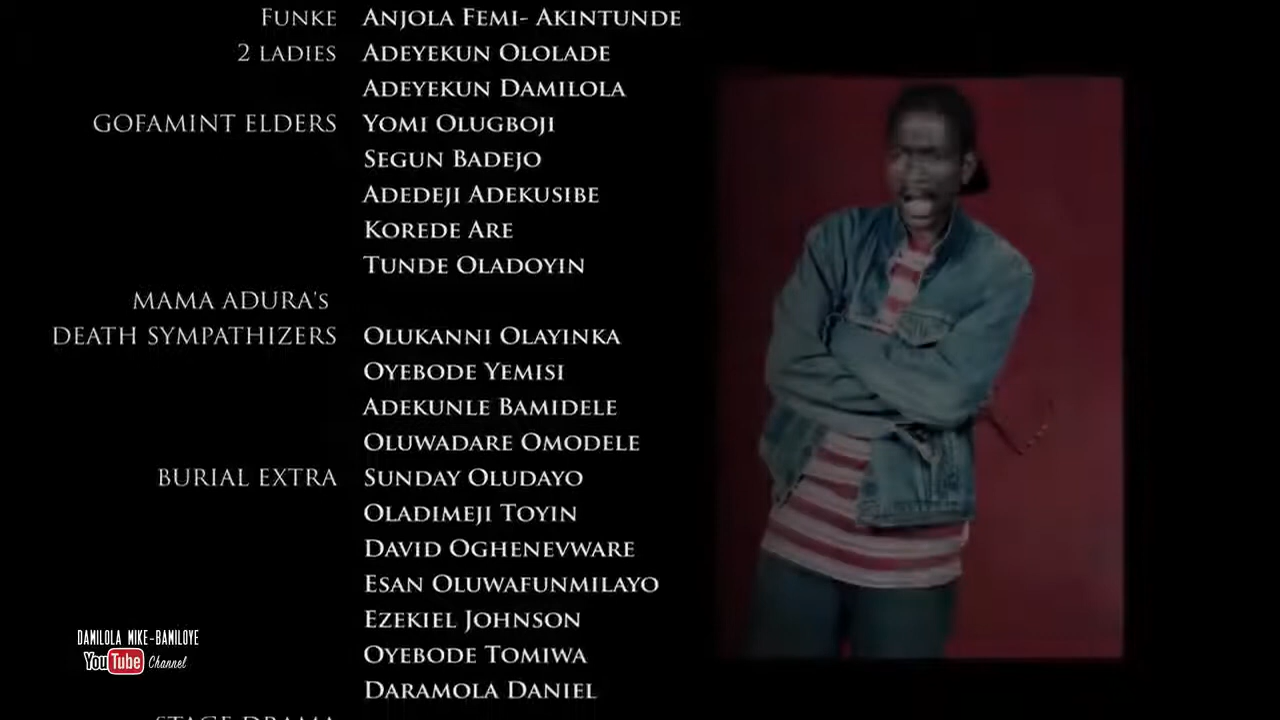 FUNKE ANJOLA FEMI- AKINTUNDE
2 LADIES ADEYEKUN OLOLADE
ADEYEKUN DAMILOLA
GOFAMINT ELDERS YOMI OLUGBOJI
SEGUN BADEJO
ADEDEJI ADEKUSIBE
KOREDE ARE
TUNDE OLADOYIN
MAMA ADURA's
DEATH SYMPATHIZERS OLUKANNI OLAYINKA
OYEBODE YEMISI
ADEKUNLE BAMIDELE
OLUWADARE OMODELE
BURIAL EXTRA SUNDAY OLUDAYO
OLADIMEJI TOYIN
DAVID OGHENEVWARE
ESAN OLUWAFUNMILAYO
EZEKIEL JOHNSON
OYEBODE TOMIWA
DARAMOLA DANIEL
STAGE DRAMA
DAMILOLA MIKE-BAMILOYE
YouTube Channel